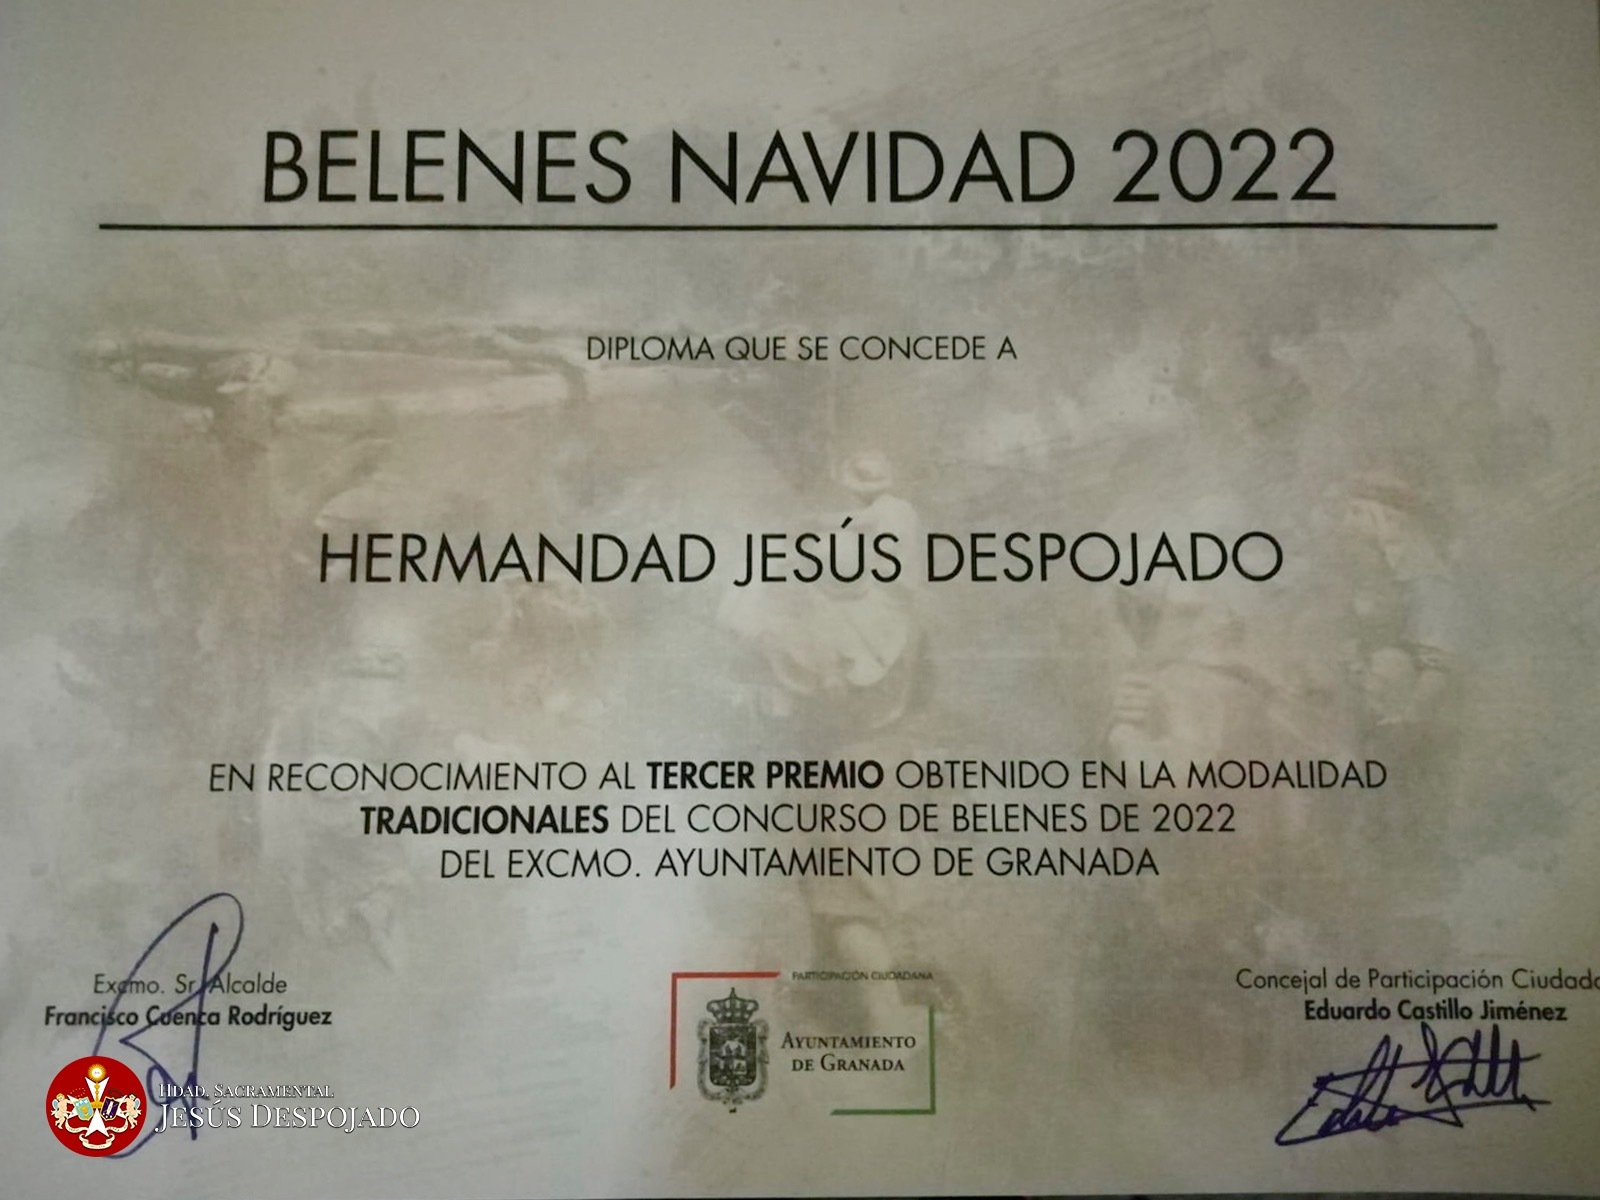 BELENES NAVIDAD 2022
DIPLOMA QUE SE CONCEDE A
HERMANDAD JESÚS DESPOJADO
EN RECONOCIMIENTO AL TERCER PREMIO OBTENIDO EN LA MODALIDAD
TRADICIONALES DEL CONCURSO DE BELENES DE 2022
DEL EXCMO. AYUNTAMIENTO DE GRANADA
Excmo. Sr. Alcalde
Francisco Cuenca Rodríguez
PARTICIPACIÓN CIUDADANA
AYUNTAMIENTO
DE GRANADA
Concejal de Participación Ciudada
Eduardo Castillo Jiménez
HDAD. SACRAMENTAL
JESÚS DESPOJADO